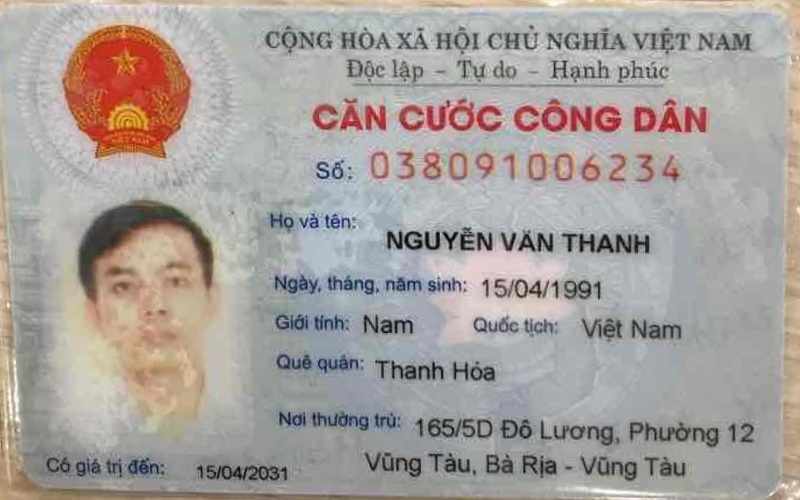 CỘNG HÒA XÃ HỘI CHỦ NGHĨA VIỆT NAM
Độc lập – Tự do – Hạnh phúc
CĂN CƯỚC CÔNG DÂN
Số: 038091006234
Họ và tên: NGUYỄN VĂN THANH
Ngày, tháng, năm sinh: 15/04/1991
Giới tính: Nam Quốc tịch: Việt Nam
Quê quán: Thanh Hóa
Nơi thường trú: 165/5D Đô Lương, Phường 12
Vũng Tàu, Bà Rịa - Vũng Tàu
Có giá trị đến: 15/04/2031